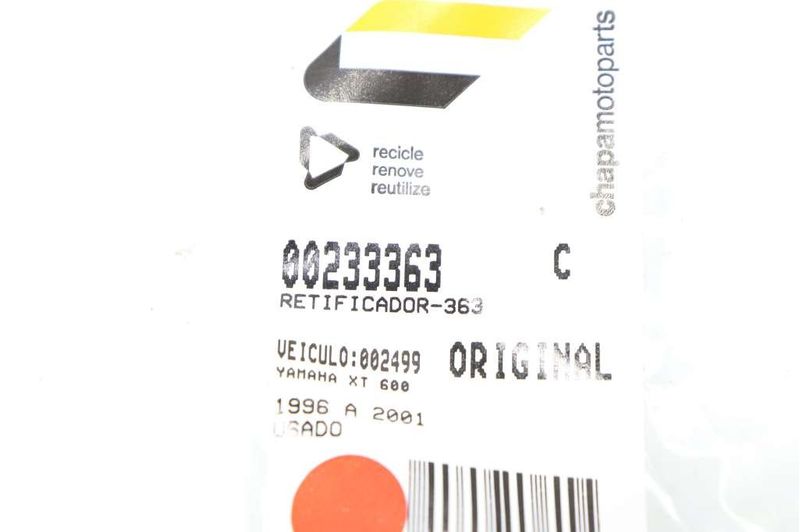 chapamotoparts
recicle
renove
reutilize
00233363 C
RETIFICADOR-363
VEICULO:002499 ORIGINAL
YAMAHA XT 600
1996 A 2001
USADO